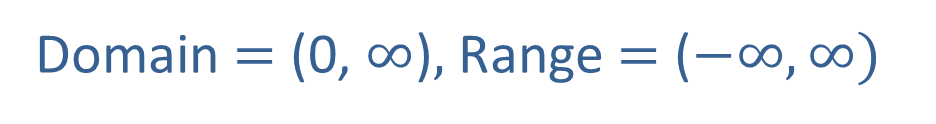 Domain = (0, ∞), Range = (−∞, ∞)